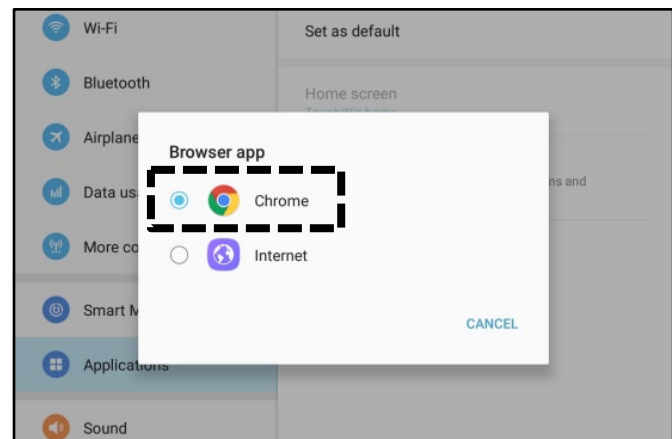 Wi-Fi
Set as default
Bluetooth
Home screen
Airplane
Browser app
Data us
ns and
Chrome
More co
Internet
Smart M
CANCEL
Applications
Sound